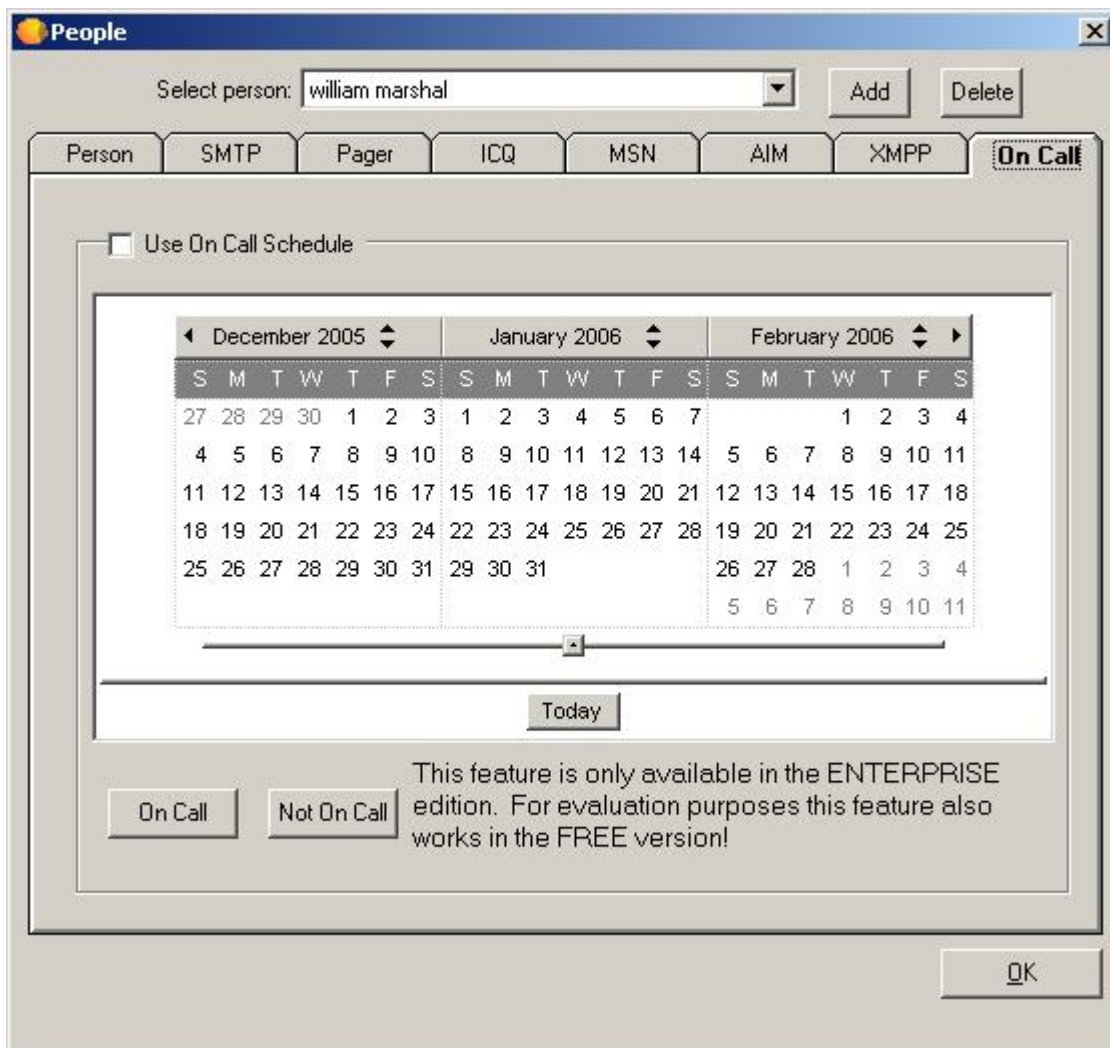 People
Select person: william marshal Add Delete
Person SMTP Pager ICQ MSN AIM XMPP On Call
Use On Call Schedule
December 2005 January 2006 February 2006
S M T W T F S S M T W T F S S M T W T F S
27 28 29 30 1 2 3 1 2 3 4 5 6 7 1 2 3 4
4 5 6 7 8 9 10 8 9 10 11 12 13 14 5 6 7 8 9 10 11
11 12 13 14 15 16 17 15 16 17 18 19 20 21 12 13 14 15 16 17 18
18 19 20 21 22 23 24 22 23 24 25 26 27 28 19 20 21 22 23 24 25
25 26 27 28 29 30 31 29 30 31 26 27 28 1 2 3 4
5 6 7 8 9 10 11
Today
On Call Not On Call
This feature is only available in the ENTERPRISE
edition. For evaluation purposes this feature also
works in the FREE version!
OK